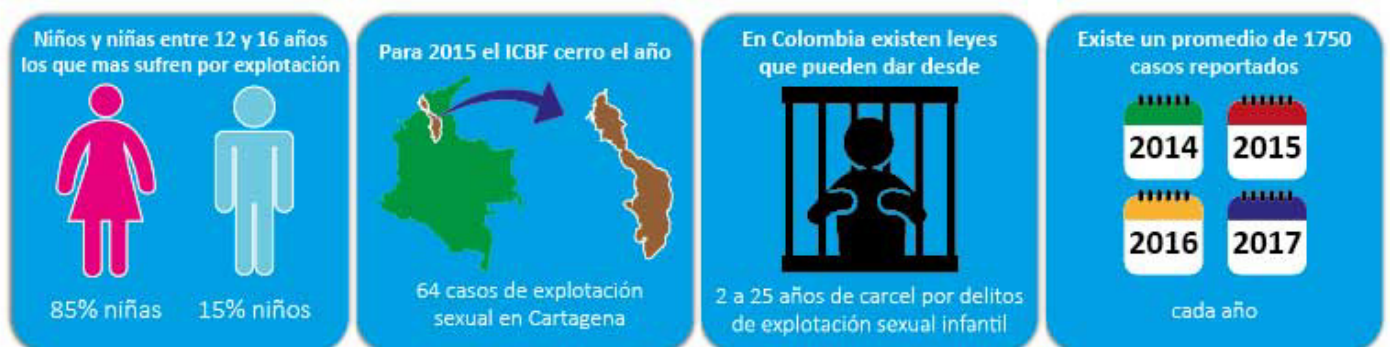 Niños y niñas entre 12 y 16 años
los que mas sufren por explotación
85% niñas
15% niños
Para 2015 el ICBF cerro el año
64 casos de explotación
sexual en Cartagena
En Colombia existen leyes
que pueden dar desde
2 a 25 años de carcel por delitos
de explotación sexual infantil
Existe un promedio de 1750
casos reportados
2014
2015
2016
2017
cada año